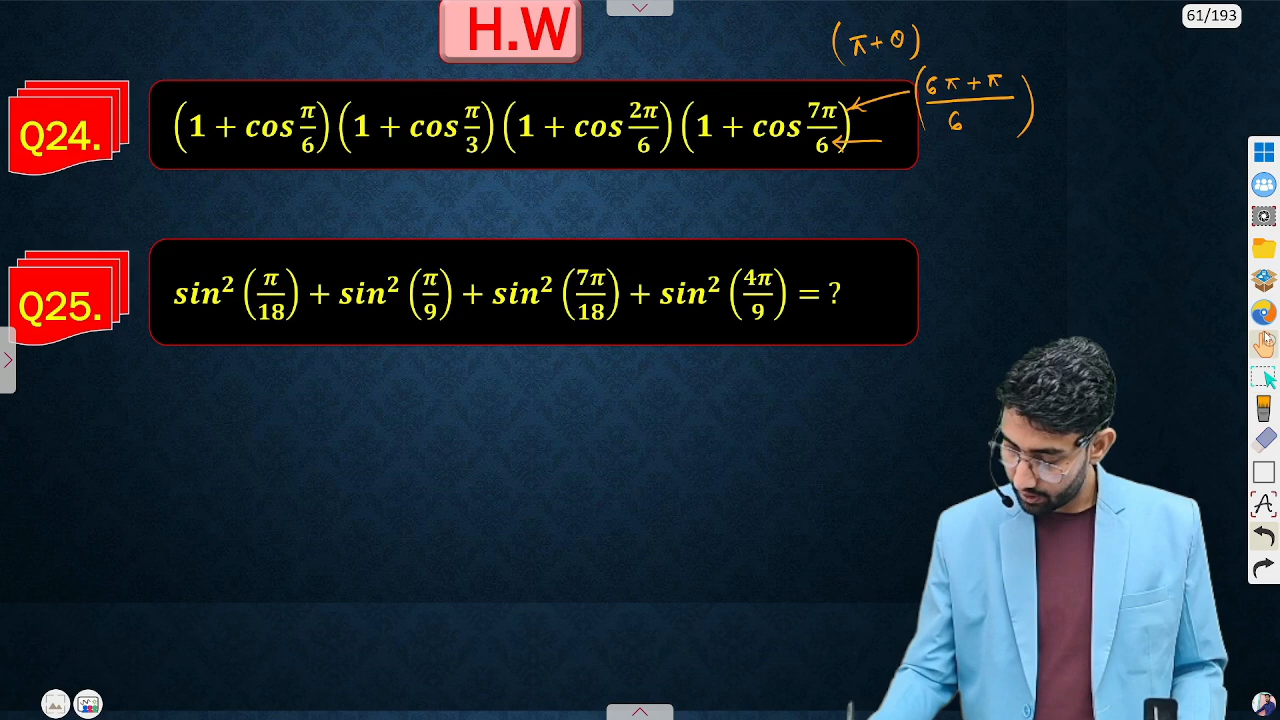 H.W
61/193
(π+θ)
Q24.
(1 + cos π/6)(1 + cos π/3)(1 + cos 2π/6)(1 + cos 7π/6)
(6π+π/6)
Q25.
sin² (π/18) + sin² (π/9) + sin² (7π/18) + sin² (4π/9) = ?